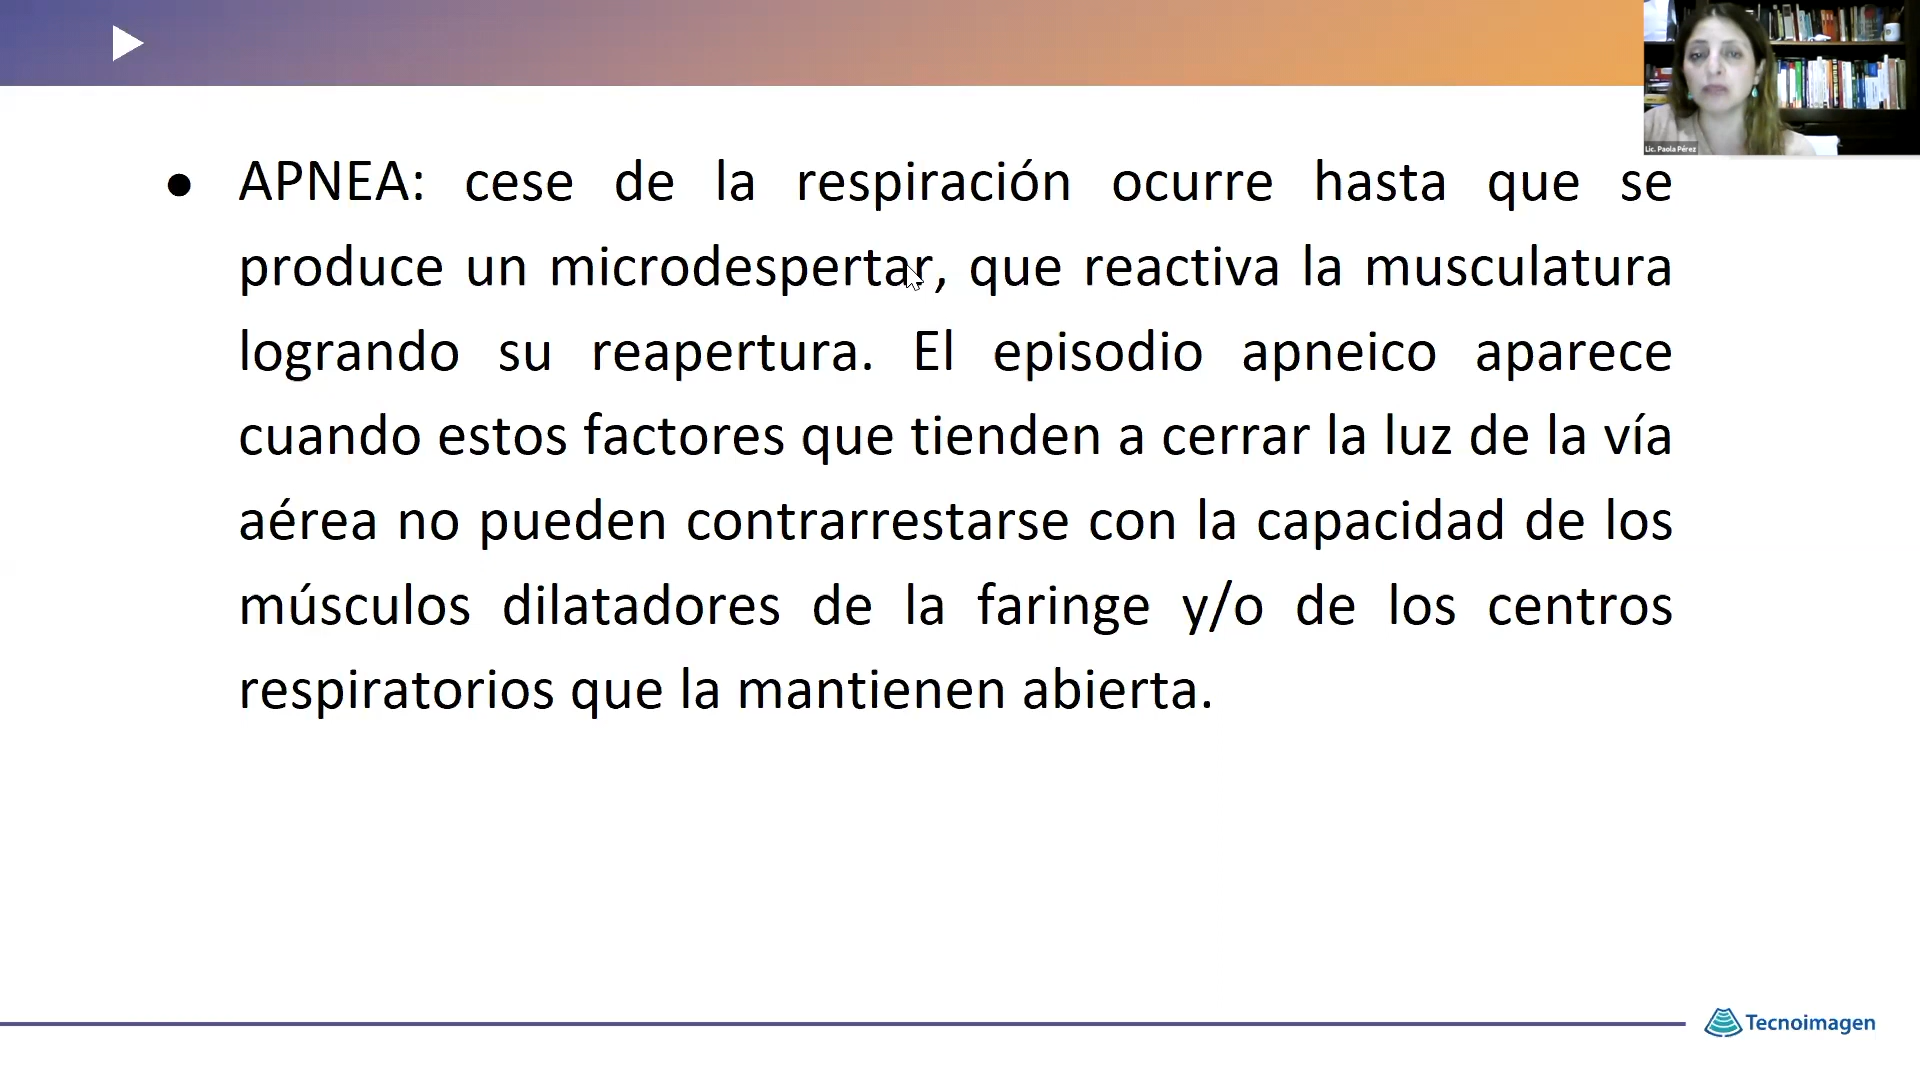 Lic. Paola Pérez
● APNEA: cese de la respiración ocurre hasta que se
produce un microdespertar, que reactiva la musculatura
logrando su reapertura. El episodio apneico aparece
cuando estos factores que tienden a cerrar la luz de la vía
aérea no pueden contrarrestarse con la capacidad de los
músculos dilatadores de la faringe y/o de los centros
respiratorios que la mantienen abierta.
Tecnoimagen